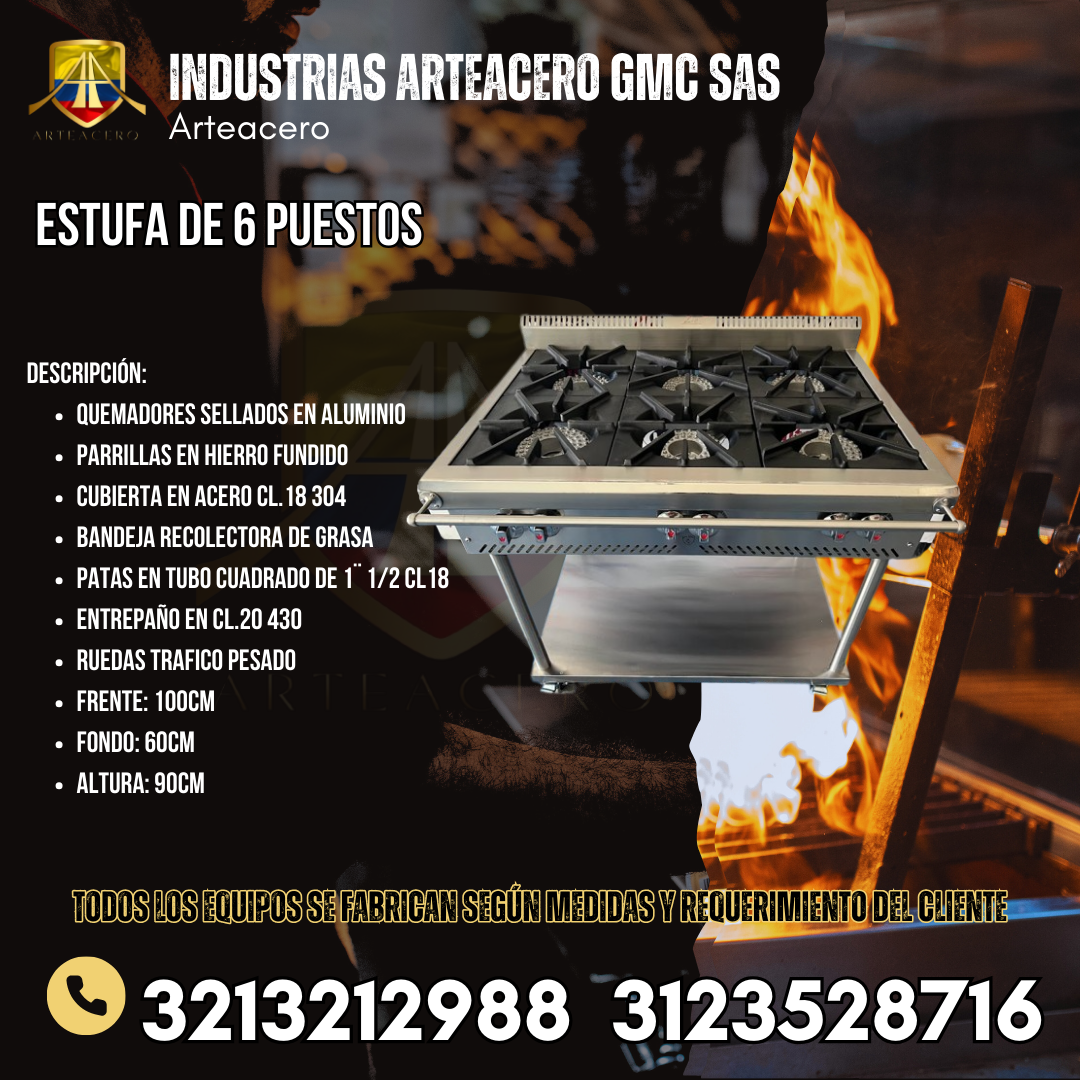 INDUSTRIAS ARTEACERO GMC SAS
Arteacero
ARTEACERO
ESTUFA DE 6 PUESTOS
DESCRIPCIÓN:
• QUEMADORES SELLADOS EN ALUMINIO
• PARRILLAS EN HIERRO FUNDIDO
• CUBIERTA EN ACERO CL.18 304
• BANDEJA RECOLECTORA DE GRASA
• PATAS EN TUBO CUADRADO DE 1¨ 1/2 CL18
• ENTREPAÑO EN CL.20 430
• RUEDAS TRAFICO PESADO
• FRENTE: 100CM
• FONDO: 60CM
• ALTURA: 90CM
ARTEACERO
TODOS LOS EQUIPOS SE FABRICAN SEGÚN MEDIDAS Y REQUERIMIENTO DEL CLIENTE
3213212988 3123528716